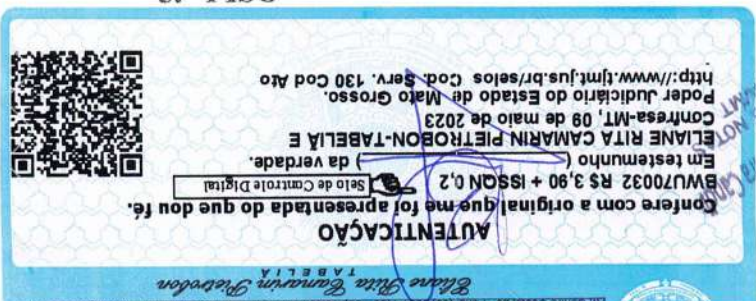 Eliane Rita Camarin Pietrobon
TABELIÃ
AUTENTICAÇÃO
Confere com a original que me foi apresentada do que dou fé.
BWU70032 R$ 3,90 + ISSQN 0,2
Selo de Controle Digital
Em testemunho ( ) da verdade.
ELIANE RITA CAMARIN PIETROBON-TABELIÃ E
Confresa-MT, 09 de maio de 2023
Poder Judiciário do Estado de Mato Grosso.
http://www.tjmt.jus.br/selos Cod. Serv. 130 Cod Ato